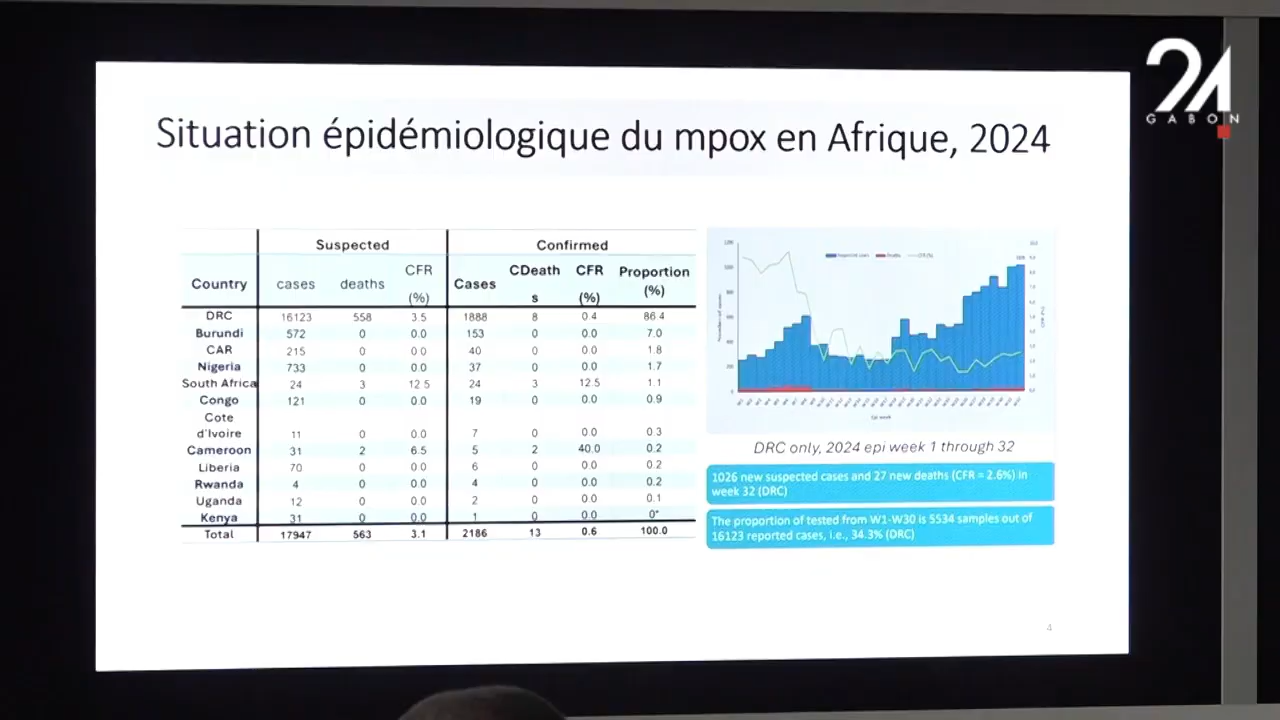 24
GABON
Situation épidémiologique du mpox en Afrique, 2024
Suspected Confirmed
Country cases deaths CFR (%) Cases CDeaths CFR (%) Proportion (%)
DRC 16123 558 3.5 1888 8 0.4 86.4
Burundi 572 0 0.0 153 0 0.0 7.0
CAR 215 0 0.0 40 0 0.0 1.8
Nigeria 733 0 0.0 37 0 0.0 1.7
South Africa 24 3 12.5 24 3 12.5 1.1
Congo 121 0 0.0 19 0 0.0 0.9
Cote
d'Ivoire 11 0 0.0 7 0 0.0 0.3
Cameroon 31 2 6.5 5 2 40.0 0.2
Liberia 70 0 0.0 6 0 0.0 0.2
Rwanda 4 0 0.0 4 0 0.0 0.2
Uganda 12 0 0.0 2 0 0.0 0.1
Kenya 31 0 0.0 1 0 0.0 0*
Total 17947 563 3.1 2186 13 0.6 100.0
DRC only, 2024 epi week 1 through 32
1026 new suspected cases and 27 new deaths (CFR = 2.6%) in
week 32 (DRC)
The proportion of tested from W1-W30 is 5534 samples out of
16123 reported cases, i.e., 34.3% (DRC)
4